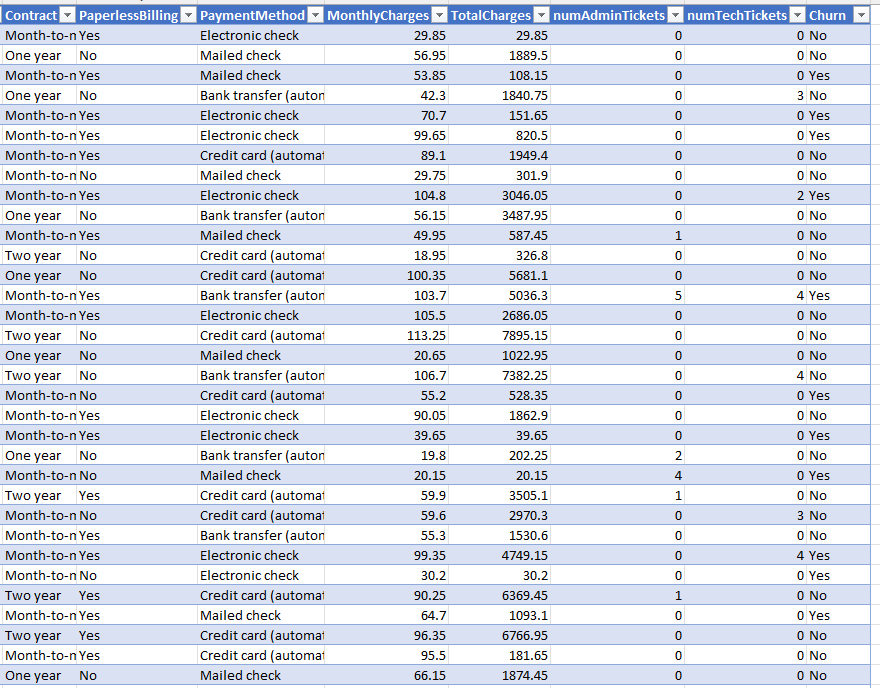 Contract PaperlessBilling PaymentMethod MonthlyCharges TotalCharges numAdminTickets numTechTickets Churn
Month-to-n Yes Electronic check 29.85 29.85 0 0 No
One year No Mailed check 56.95 1889.5 0 0 No
Month-to-n Yes Mailed check 53.85 108.15 0 0 Yes
One year No Bank transfer (auton 42.3 1840.75 0 3 No
Month-to-n Yes Electronic check 70.7 151.65 0 0 Yes
Month-to-n Yes Electronic check 99.65 820.5 0 0 Yes
Month-to-n Yes Credit card (automat 89.1 1949.4 0 0 No
Month-to-n No Mailed check 29.75 301.9 0 0 No
Month-to-n Yes Electronic check 104.8 3046.05 0 2 Yes
One year No Bank transfer (auton 56.15 3487.95 0 0 No
Month-to-n Yes Mailed check 49.95 587.45 1 0 No
Two year No Credit card (automat 18.95 326.8 0 0 No
One year No Credit card (automat 100.35 5681.1 0 0 No
Month-to-n Yes Bank transfer (auton 103.7 5036.3 5 4 Yes
Month-to-n Yes Electronic check 105.5 2686.05 0 0 No
Two year No Credit card (automat 113.25 7895.15 0 0 No
One year No Mailed check 20.65 1022.95 0 0 No
Two year No Bank transfer (auton 106.7 7382.25 0 4 No
Month-to-n No Credit card (automat 55.2 528.35 0 0 Yes
Month-to-n Yes Electronic check 90.05 1862.9 0 0 No
Month-to-n Yes Electronic check 39.65 39.65 0 0 Yes
One year No Bank transfer (auton 19.8 202.25 2 0 No
Month-to-n No Mailed check 20.15 20.15 4 0 Yes
Two year Yes Credit card (automat 59.9 3505.1 1 0 No
Month-to-n No Credit card (automat 59.6 2970.3 0 3 No
Month-to-n Yes Bank transfer (auton 55.3 1530.6 0 0 No
Month-to-n Yes Electronic check 99.35 4749.15 0 4 Yes
Month-to-n No Electronic check 30.2 30.2 0 0 Yes
Two year Yes Credit card (automat 90.25 6369.45 1 0 No
Month-to-n Yes Mailed check 64.7 1093.1 0 0 Yes
Two year Yes Credit card (automat 96.35 6766.95 0 0 No
Month-to-n Yes Credit card (automat 95.5 181.65 0 0 No
One year No Mailed check 66.15 1874.45 0 0 No